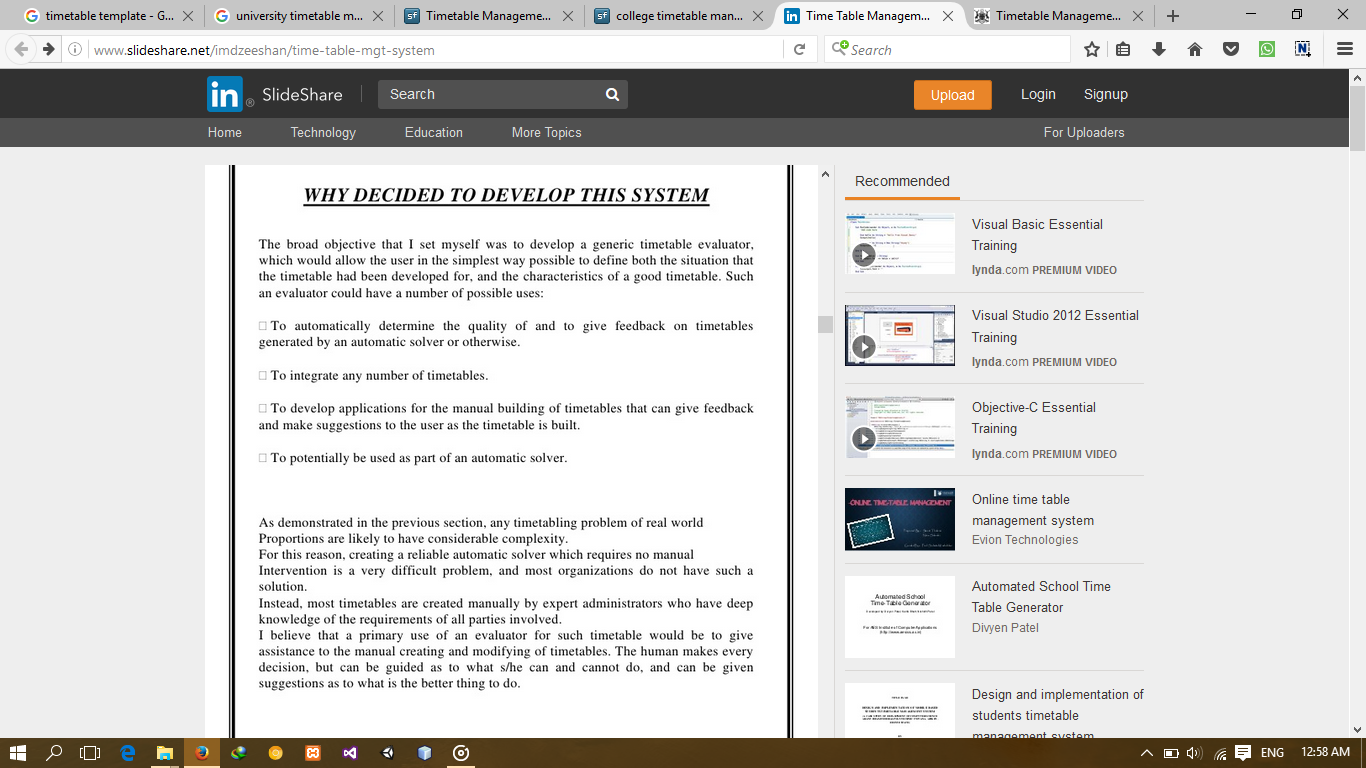 timetable template - G...
university timetable m...
Timetable Manageme...
college timetable man...
Time Table Managem...
Timetable Manageme...
www.slideshare.net/imdzeeshan/time-table-mgt-system
Search
in ® SlideShare
Search
Upload
Login
Signup
Home
Technology
Education
More Topics
For Uploaders
WHY DECIDED TO DEVELOP THIS SYSTEM
The broad objective that I set myself was to develop a generic timetable evaluator,
which would allow the user in the simplest way possible to define both the situation that
the timetable had been developed for, and the characteristics of a good timetable. Such
an evaluator could have a number of possible uses:
To automatically determine the quality of and to give feedback on timetables
generated by an automatic solver or otherwise.
To integrate any number of timetables.
To develop applications for the manual building of timetables that can give feedback
and make suggestions to the user as the timetable is built.
To potentially be used as part of an automatic solver.
As demonstrated in the previous section, any timetabling problem of real world
Proportions are likely to have considerable complexity.
For this reason, creating a reliable automatic solver which requires no manual
Intervention is a very difficult problem, and most organizations do not have such a
solution.
Instead, most timetables are created manually by expert administrators who have deep
knowledge of the requirements of all parties involved.
I believe that a primary use of an evaluator for such timetable would be to give
assistance to the manual creating and modifying of timetables. The human makes every
decision, but can be guided as to what s/he can and cannot do, and can be given
suggestions as to what is the better thing to do.
Recommended
Visual Basic Essential
Training
lynda.com PREMIUM VIDEO
Visual Studio 2012 Essential
Training
lynda.com PREMIUM VIDEO
Objective-C Essential
Training
lynda.com PREMIUM VIDEO
ONLINE TIME-TABLE MANAGEMENT
Online time table
management system
Evion Technologies
Automated School
Time-Table Generator
Automated School Time
Table Generator
Divyen Patel
Design and implementation of
students timetable
management system
ENG
12:58 AM